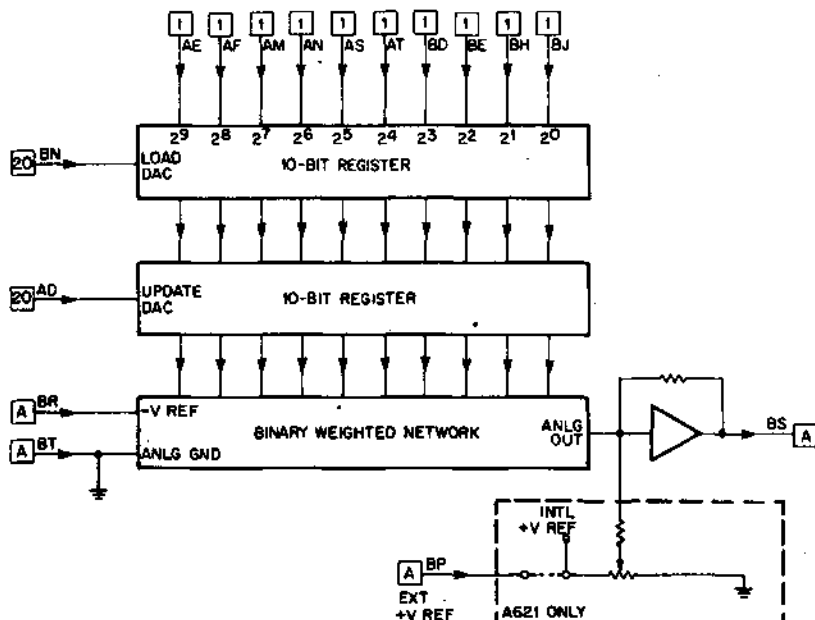 1 1 1 1 1 1 1 1 1 1
AE AF AM AN AS AT BD BE BH BJ
2⁹ 2⁸ 2⁷ 2⁶ 2⁵ 2⁴ 2³ 2² 2¹ 2⁰
20 BN
LOAD
DAC
10-BIT REGISTER
20 AD
UPDATE
DAC
10-BIT REGISTER
A BR
-V REF
BINARY WEIGHTED NETWORK
ANLG
OUT
BS A
A BT
ANLG GND
INTL
+V REF
A BP
EXT
+V REF
A621 ONLY